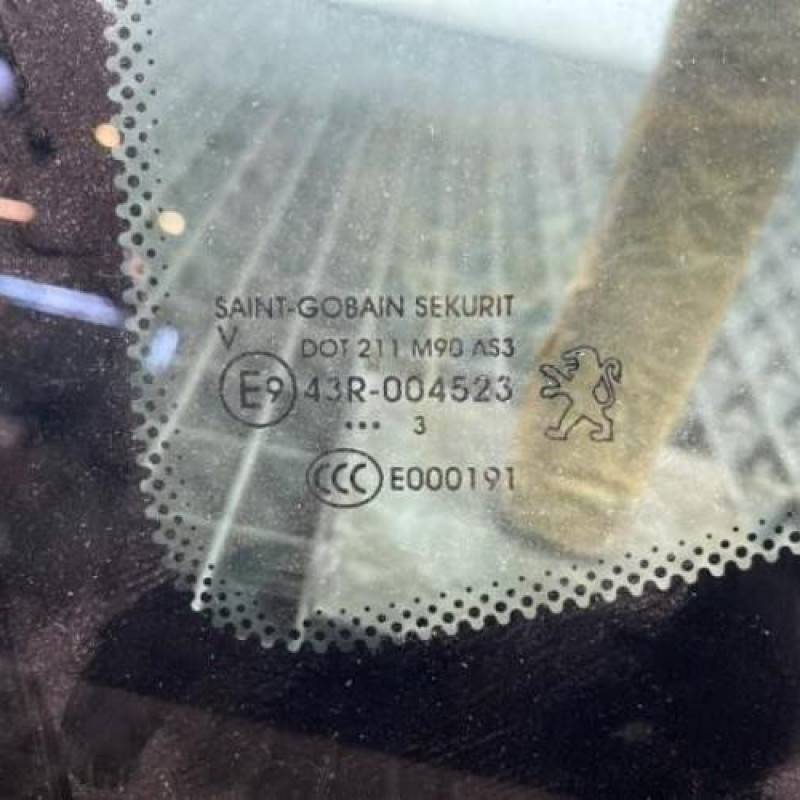 SAINT-GOBAIN SEKURIT
V
DOT 211 M90 AS3
E9 43R-004523
••• 3
CCC E000191